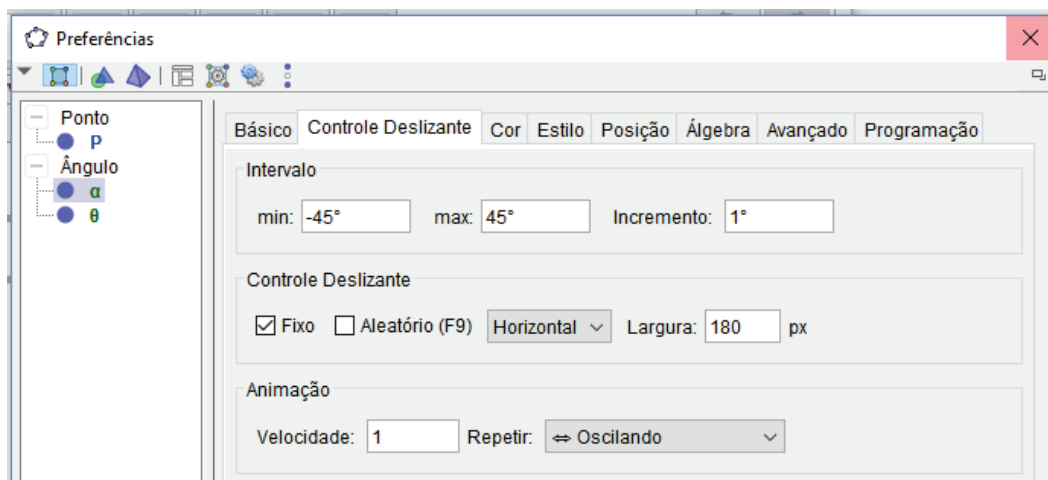 Preferências
Ponto
P
Ângulo
α
θ
Básico Controle Deslizante Cor Estilo Posição Álgebra Avançado Programação
Intervalo
min: -45° max: 45° Incremento: 1°
Controle Deslizante
Fixo Aleatório (F9) Horizontal Largura: 180 px
Animação
Velocidade: 1 Repetir: ⇔ Oscilando